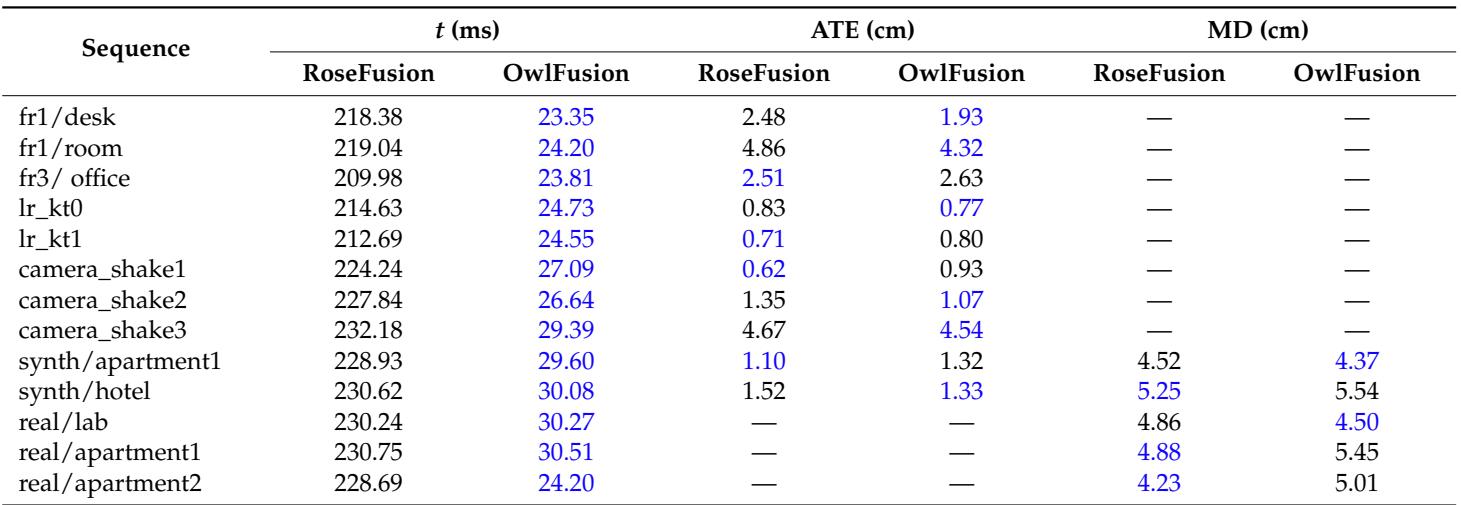 Sequence t (ms) ATE (cm) MD (cm)
RoseFusion OwlFusion RoseFusion OwlFusion RoseFusion OwlFusion
fr1/desk 218.38 23.35 2.48 1.93 — —
fr1/room 219.04 24.20 4.86 4.32 — —
fr3/ office 209.98 23.81 2.51 2.63 — —
lr_kt0 214.63 24.73 0.83 0.77 — —
lr_kt1 212.69 24.55 0.71 0.80 — —
camera_shake1 224.24 27.09 0.62 0.93 — —
camera_shake2 227.84 26.64 1.35 1.07 — —
camera_shake3 232.18 29.39 4.67 4.54 — —
synth/apartment1 228.93 29.60 1.10 1.32 4.52 4.37
synth/hotel 230.62 30.08 1.52 1.33 5.25 5.54
real/lab 230.24 30.27 — — 4.86 4.50
real/apartment1 230.75 30.51 — — 4.88 5.45
real/apartment2 228.69 24.20 — — 4.23 5.01